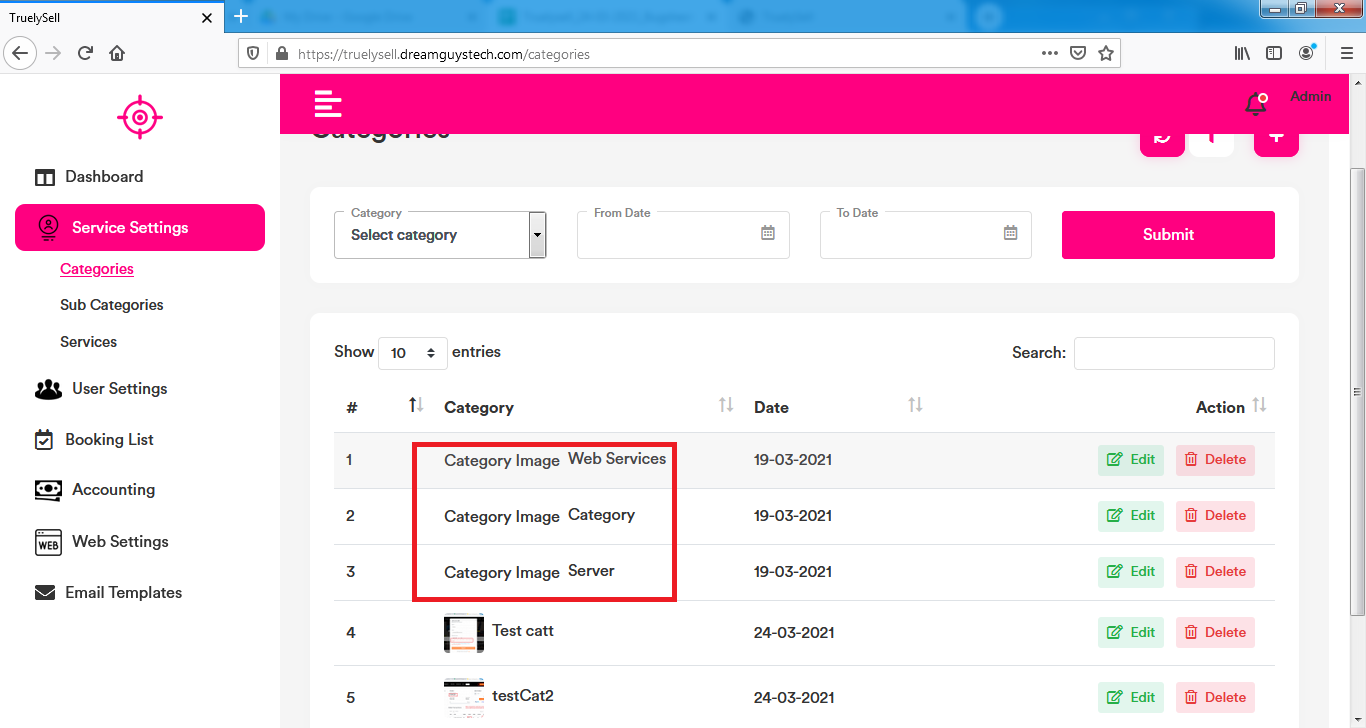 TruelySell
https://truelysell.dreamguystech.com/categories
Admin
Categories
Dashboard
Service Settings
Categories
Sub Categories
Services
User Settings
Booking List
Accounting
WEB
Web Settings
Email Templates
Category
Select category
From Date
To Date
Submit
Show 10 entries
Search:
# Category Date Action
1 Category Image Web Services 19-03-2021 Edit Delete
2 Category Image Category 19-03-2021 Edit Delete
3 Category Image Server 19-03-2021 Edit Delete
4 Test catt 24-03-2021 Edit Delete
5 testCat2 24-03-2021 Edit Delete